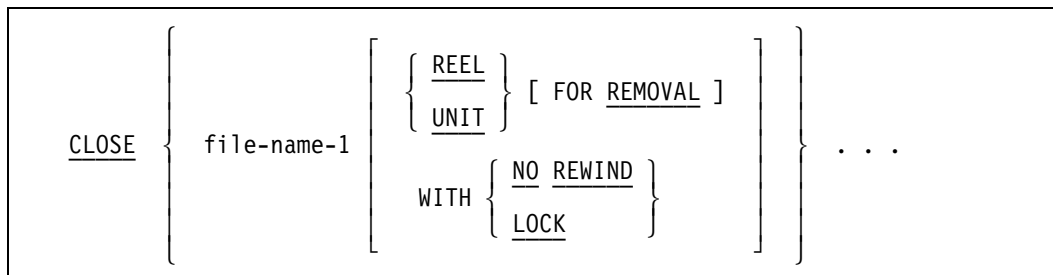 REEL
[ FOR REMOVAL ]
UNIT
CLOSE file-name-1 . . .
NO REWIND
WITH
LOCK